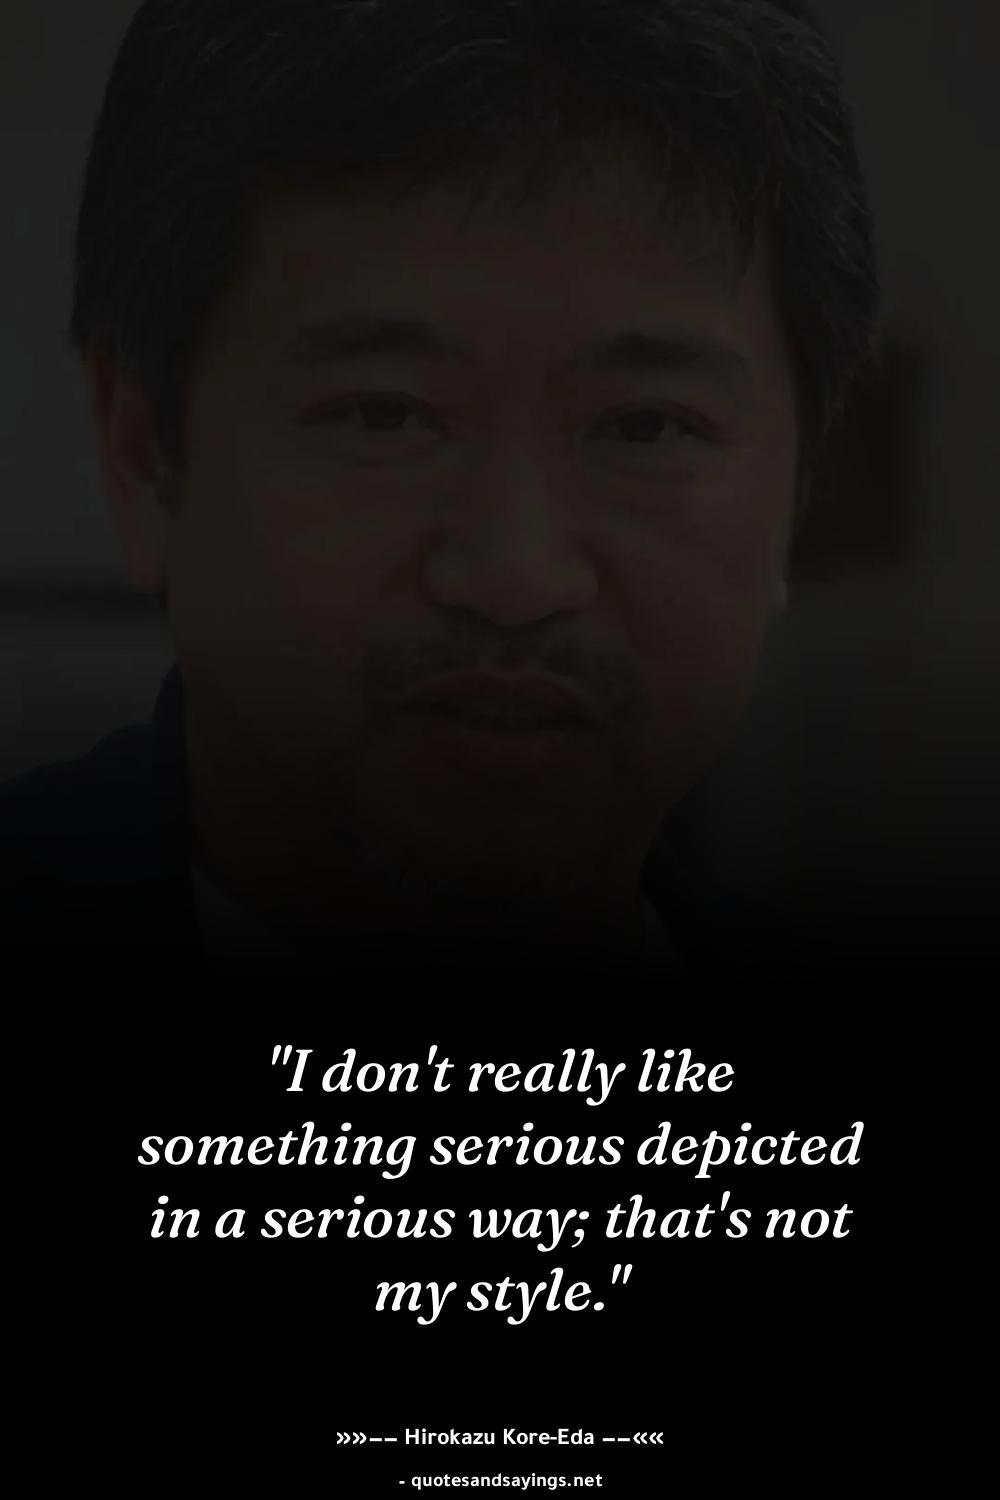 "I don't really like
something serious depicted
in a serious way; that's not
my style."
»»−− Hirokazu Kore-Eda −−««
- quotesandsayings.net